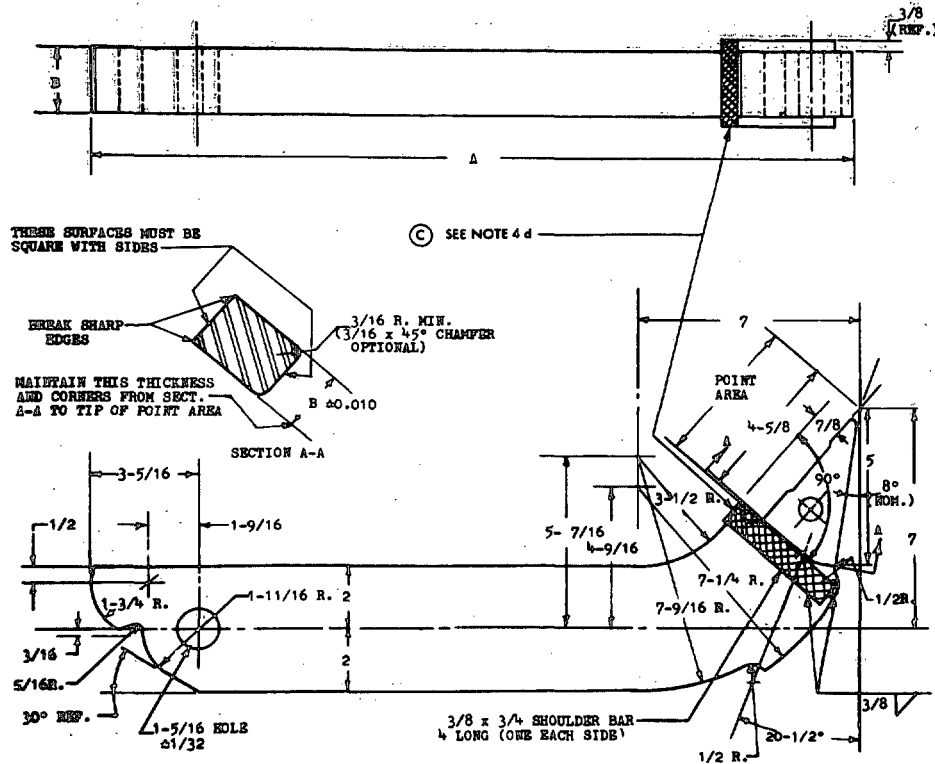 3/8
(REF.)
B
A
THESE SURFACES MUST BE
SQUARE WITH SIDES
C SEE NOTE 4 d
BREAK SHARP
EDGES
3/16 R. MIN.
(3/16 x 45° CHAMFER
OPTIONAL)
MAINTAIN THIS THICKNESS
AND CORNERS FROM SECT.
A-A TO TIP OF POINT AREA
B ±0.010
SECTION A-A
7
POINT
AREA
4-5/8
7/8
A
5
90°
8°
(NOM.)
3-5/16
1-9/16
1/2
3-1/2 R.
5- 7/16
4-9/16
A
7
7-1/4 R.
7-9/16 R.
1/2R.
1-3/4 R.
1-11/16 R.
2
2
3/16
5/16R.
30° REF.
1-5/16 HOLE
±1/32
3/8 x 3/4 SHOULDER BAR
4 LONG (ONE EACH SIDE)
3/8
20-1/2°
1/2 R.